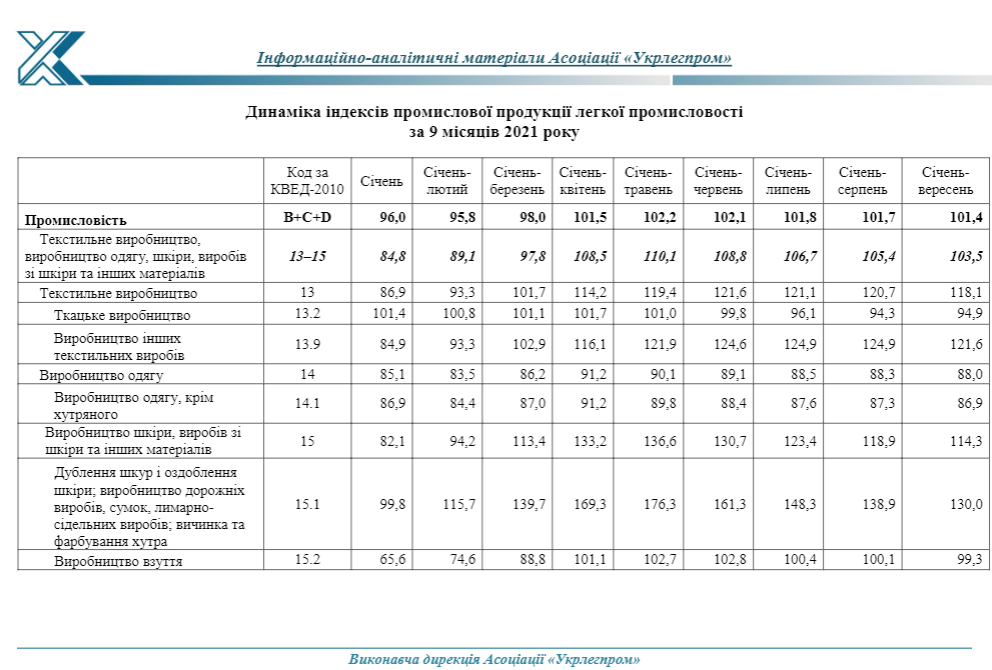 Інформаційно-аналітичні матеріали Асоціації «Укрлегпром»
Динаміка індексів промислової продукції легкої промисловості
за 9 місяців 2021 року
Код за КВЕД-2010 Січень Січень-лютий Січень-березень Січень-квітень Січень-травень Січень-червень Січень-липень Січень-серпень Січень-вересень
Промисловість B+C+D 96,0 95,8 98,0 101,5 102,2 102,1 101,8 101,7 101,4
Текстильне виробництво,
виробництво одягу, шкіри, виробів
зі шкіри та інших матеріалів
13–15 84,8 89,1 97,8 108,5 110,1 108,8 106,7 105,4 103,5
Текстильне виробництво 13 86,9 93,3 101,7 114,2 119,4 121,6 121,1 120,7 118,1
Ткацьке виробництво 13.2 101,4 100,8 101,1 101,7 101,0 99,8 96,1 94,3 94,9
Виробництво інших
текстильних виробів
13.9 84,9 93,3 102,9 116,1 121,9 124,6 124,9 124,9 121,6
Виробництво одягу 14 85,1 83,5 86,2 91,2 90,1 89,1 88,5 88,3 88,0
Виробництво одягу, крім
хутряного
14.1 86,9 84,4 87,0 91,2 89,8 88,4 87,6 87,3 86,9
Виробництво шкіри, виробів зі
шкіри та інших матеріалів
15 82,1 94,2 113,4 133,2 136,6 130,7 123,4 118,9 114,3
Дублення шкур і оздоблення
шкіри; виробництво дорожніх
виробів, сумок, лимарно-
сідельних виробів; вичинка та
фарбування хутра
15.1 99,8 115,7 139,7 169,3 176,3 161,3 148,3 138,9 130,0
Виробництво взуття 15.2 65,6 74,6 88,8 101,1 102,7 102,8 100,4 100,1 99,3
Виконавча дирекція Асоціації «Укрлегпром»